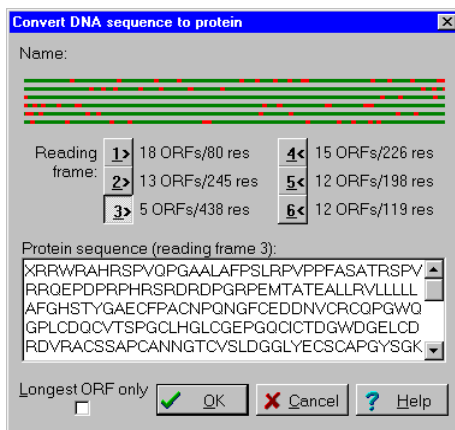 Convert DNA sequence to protein
Name:
Reading frame:
1> 18 ORFs/80 res
4< 15 ORFs/226 res
2> 13 ORFs/245 res
5< 12 ORFs/198 res
3> 5 ORFs/438 res
6< 12 ORFs/119 res
Protein sequence (reading frame 3):
XRRWRAHRSPVQPGAALAFPSLRPVPPFASATRSPV
RRQEPDPRPHRSRDRDPGRPEMTATEALLRVLLLL
AFGHSTYGAECFPACNPQNGFCEDDNVCRCQPGWQ
GPLCDQCVTSPGCLHGLCGEPGQCICTDGWDGELCD
RDVRACSSAPCANNGTCVSLDGGLYECSCAPGYSGK
Longest ORF only
OK
Cancel
Help